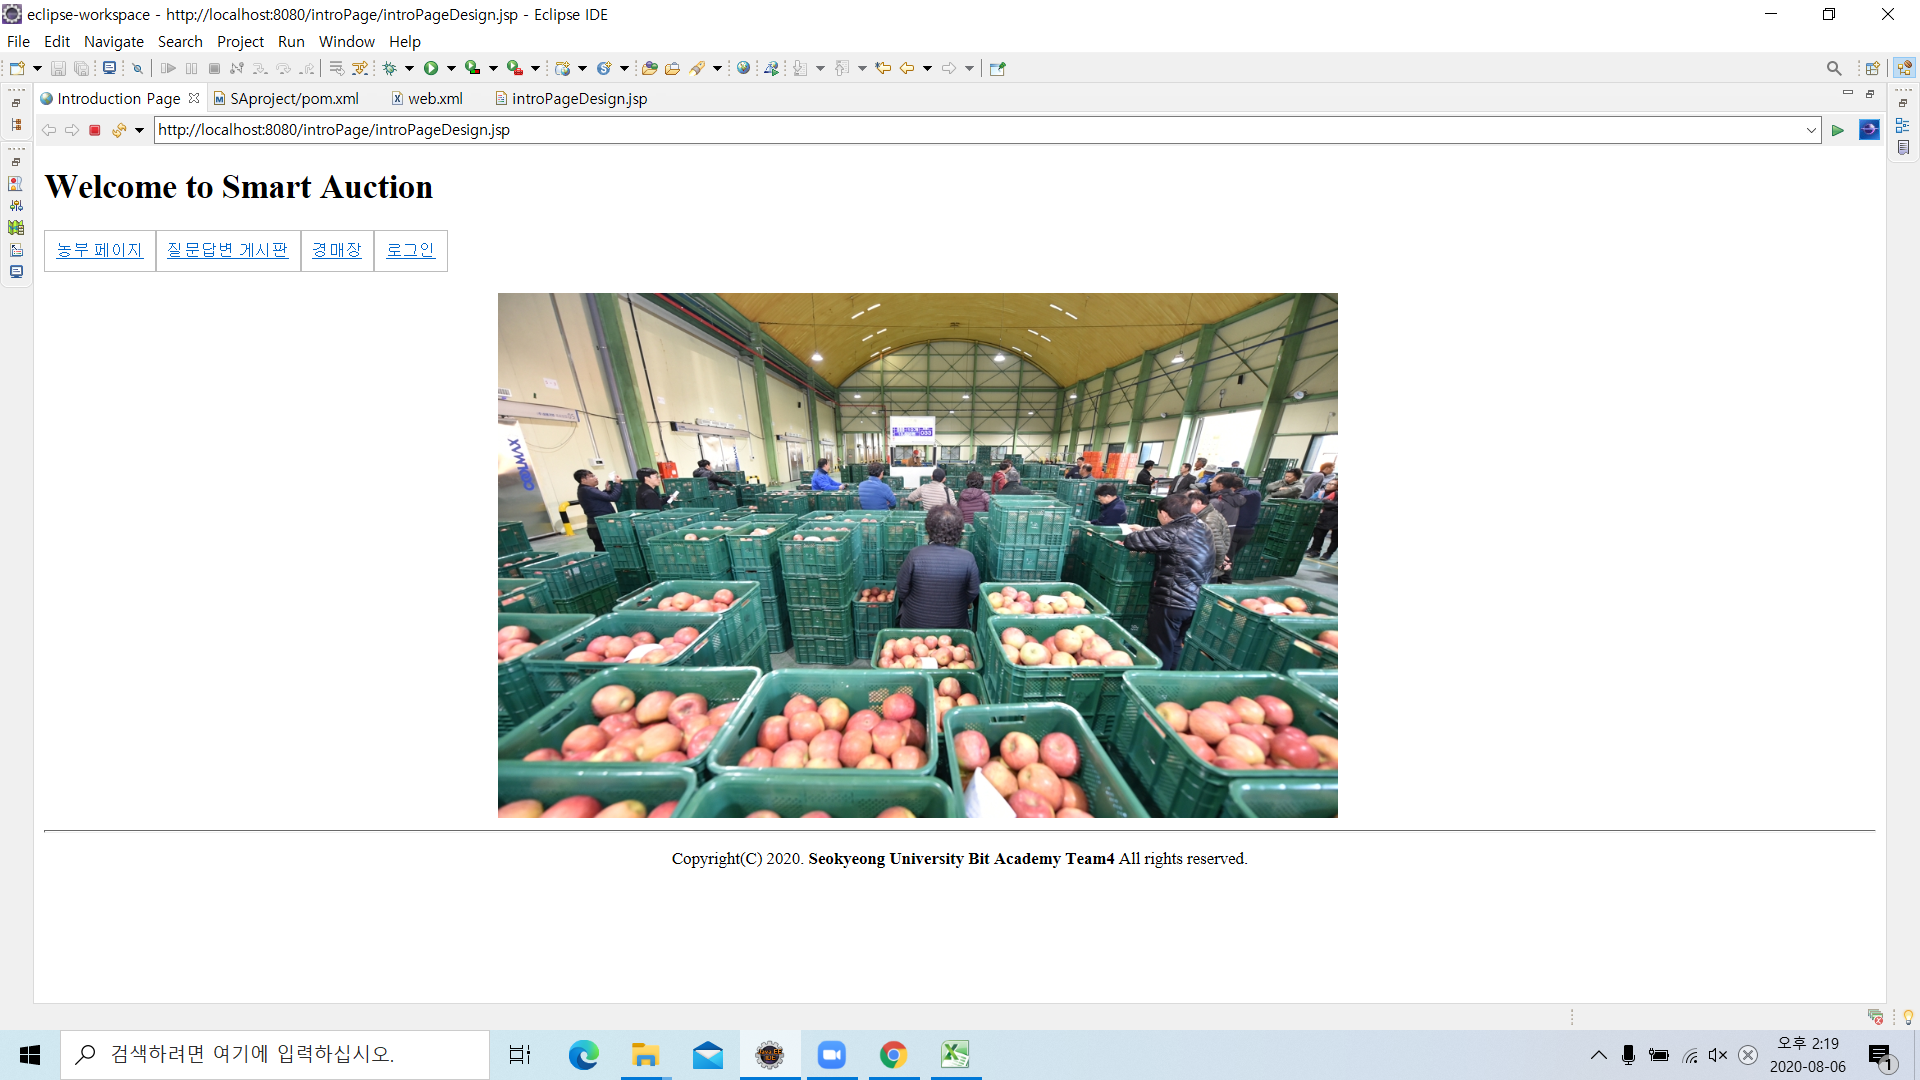 eclipse-workspace - http://localhost:8080/introPage/introPageDesign.jsp - Eclipse IDE
File Edit Navigate Search Project Run Window Help
Introduction Page SAproject/pom.xml web.xml introPageDesign.jsp
http://localhost:8080/introPage/introPageDesign.jsp
Welcome to Smart Auction
농부 페이지 질문답변 게시판 경매장 로그인
Copyright(C) 2020. Seokyeong University Bit Academy Team4 All rights reserved.
검색하려면 여기에 입력하십시오.
오후 2:19
2020-08-06
1